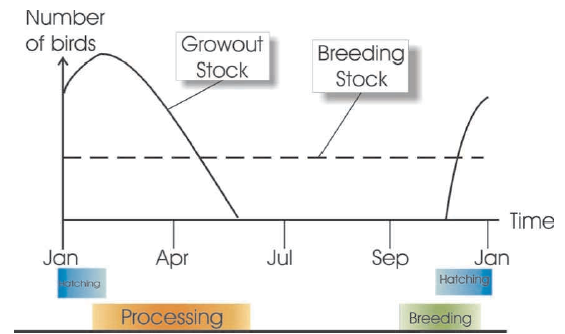 Number
of birds
Growout
Stock
Breeding
Stock
Time
Jan
Apr
Jul
Sep
Jan
Hatching
Hatching
Processing
Breeding